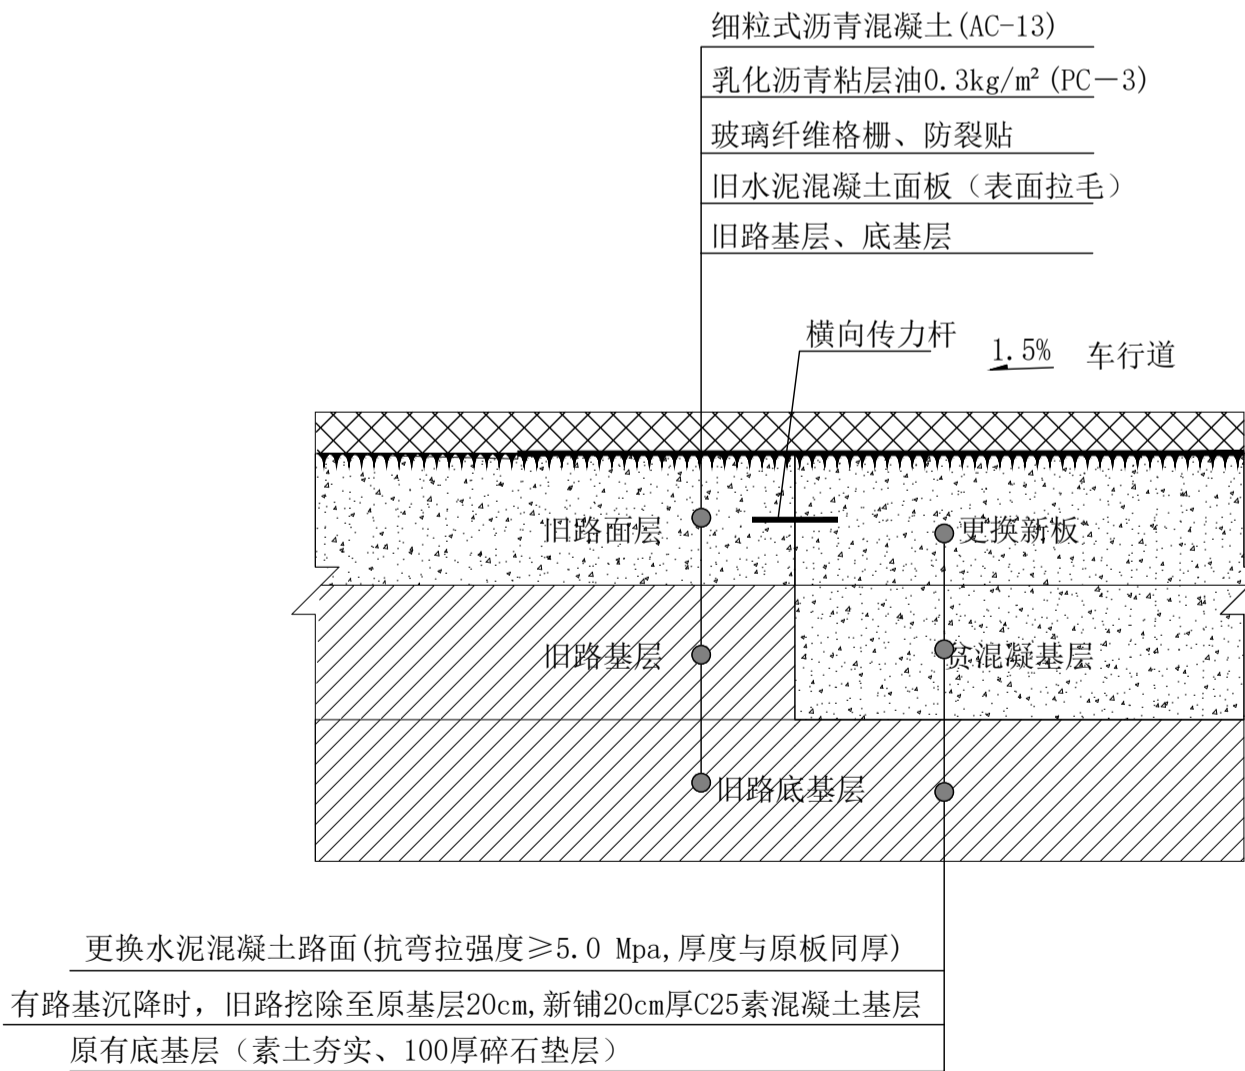 细粒式沥青混凝土(AC-13)
乳化沥青粘层油0.3kg/m²(PC－3)
玻璃纤维格栅、防裂贴
旧水泥混凝土面板（表面拉毛）
旧路基层、底基层
横向传力杆
1.5% 车行道
旧路面层
更换新板
旧路基层
贫混凝基层
旧路底基层
更换水泥混凝土路面(抗弯拉强度≥5.0 Mpa,厚度与原板同厚)
有路基沉降时，旧路挖除至原基层20cm,新铺20cm厚C25素混凝土基层
原有底基层（素土夯实、100厚碎石垫层）